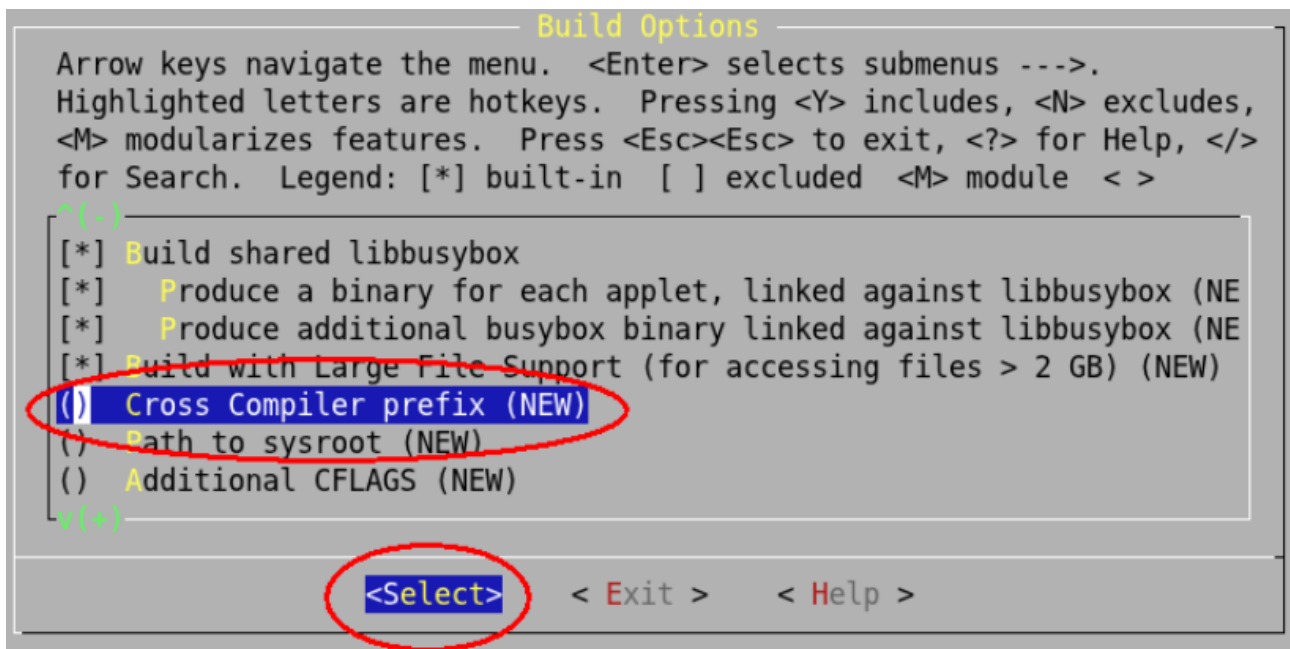 Build Options
Arrow keys navigate the menu.  <Enter> selects submenus --->.
Highlighted letters are hotkeys.  Pressing <Y> includes, <N> excludes,
<M> modularizes features.  Press <Esc><Esc> to exit, <?> for Help, </>
for Search.  Legend: [*] built-in  [ ] excluded  <M> module  < >
^(-)
[*] Build shared libbusybox
[*]   Produce a binary for each applet, linked against libbusybox (NE
[*]   Produce additional busybox binary linked against libbusybox (NE
[*] Build with Large File Support (for accessing files > 2 GB) (NEW)
()  Cross Compiler prefix (NEW)
()  Path to sysroot (NEW)
()  Additional CFLAGS (NEW)
v(+)
<Select>    < Exit >    < Help >